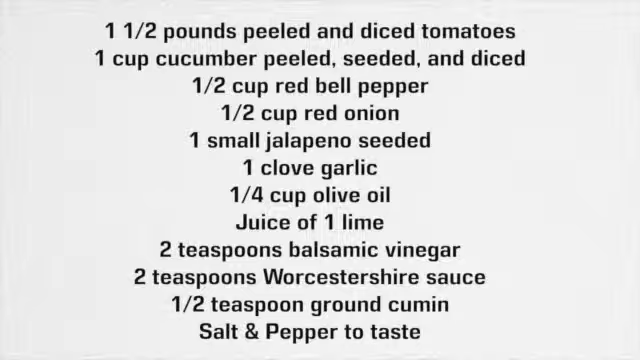 1 1/2 pounds peeled and diced tomatoes
1 cup cucumber peeled, seeded, and diced
1/2 cup red bell pepper
1/2 cup red onion
1 small jalapeno seeded
1 clove garlic
1/4 cup olive oil
Juice of 1 lime
2 teaspoons balsamic vinegar
2 teaspoons Worcestershire sauce
1/2 teaspoon ground cumin
Salt & Pepper to taste